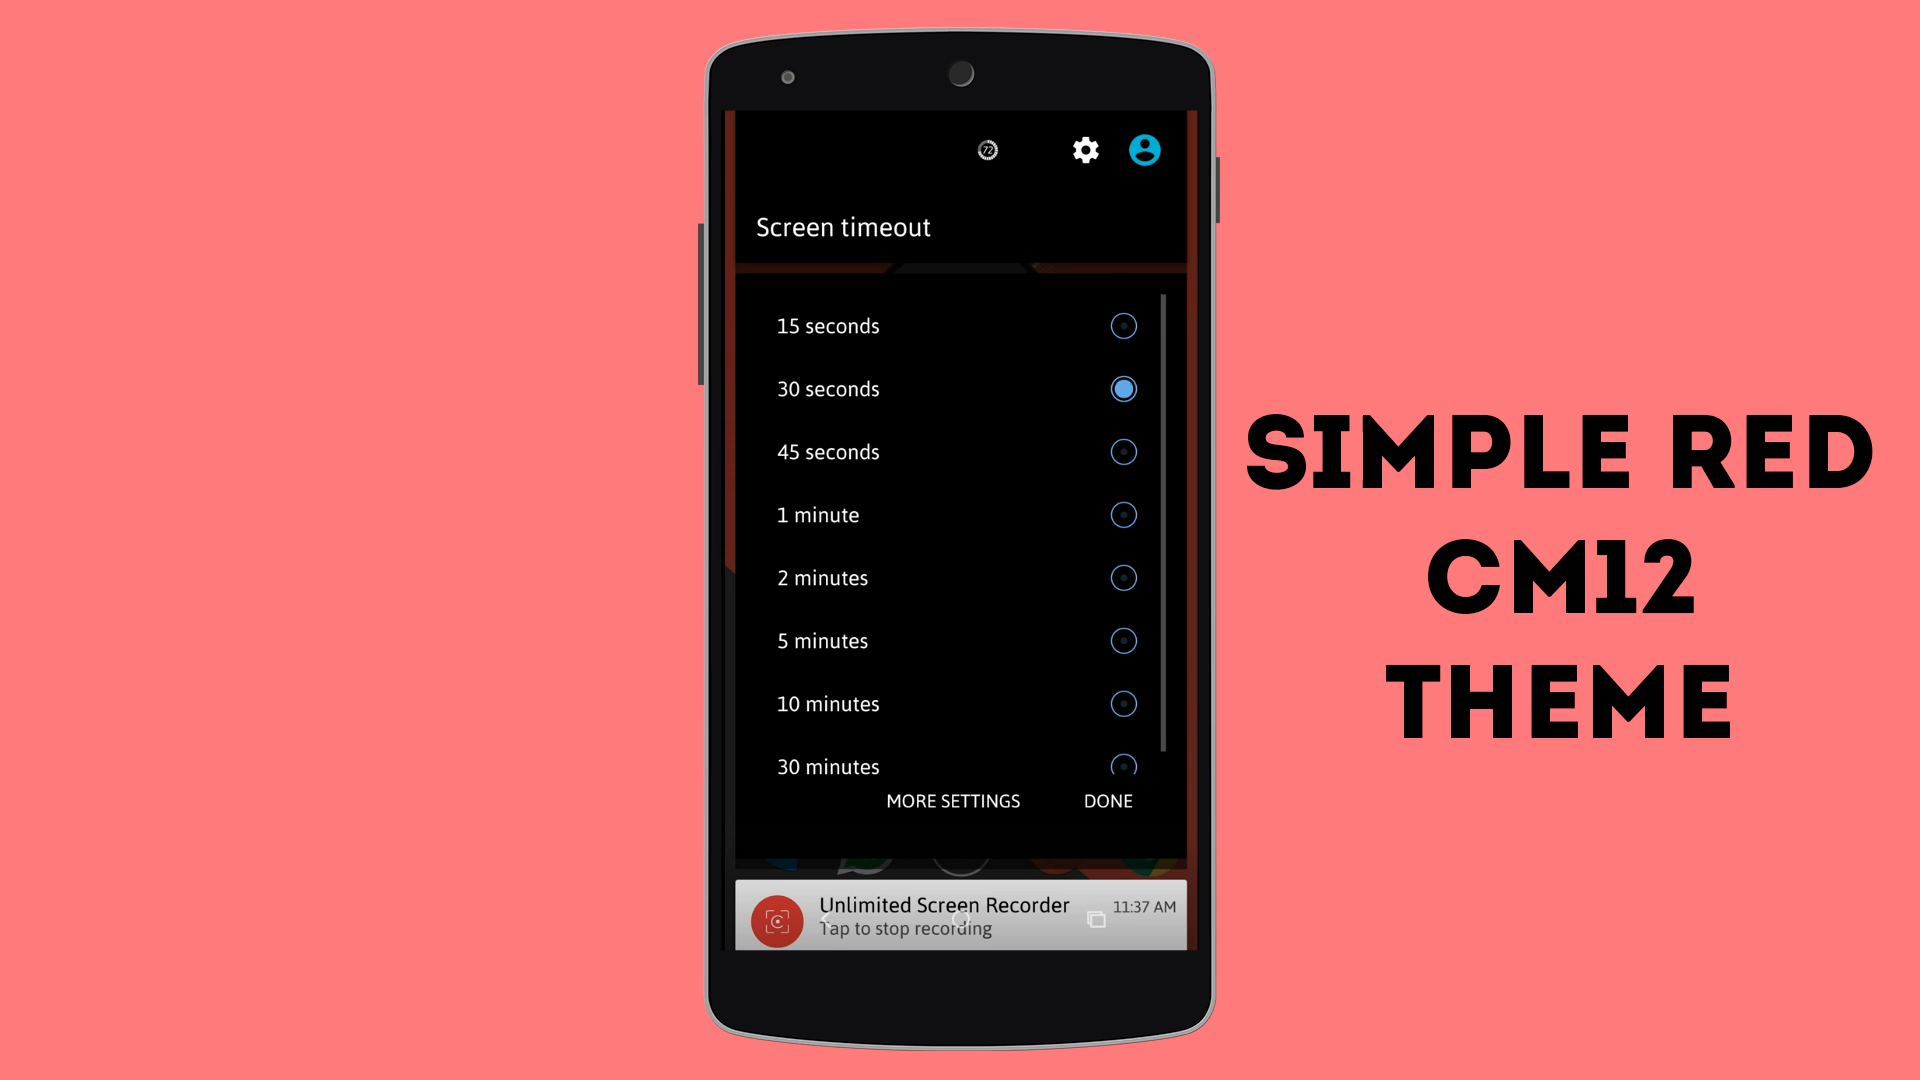 72
Screen timeout
15 seconds
30 seconds
45 seconds
1 minute
2 minutes
5 minutes
10 minutes
30 minutes
MORE SETTINGS DONE
Unlimited Screen Recorder 11:37 AM
Tap to stop recording
SIMPLE RED
CM12
THEME